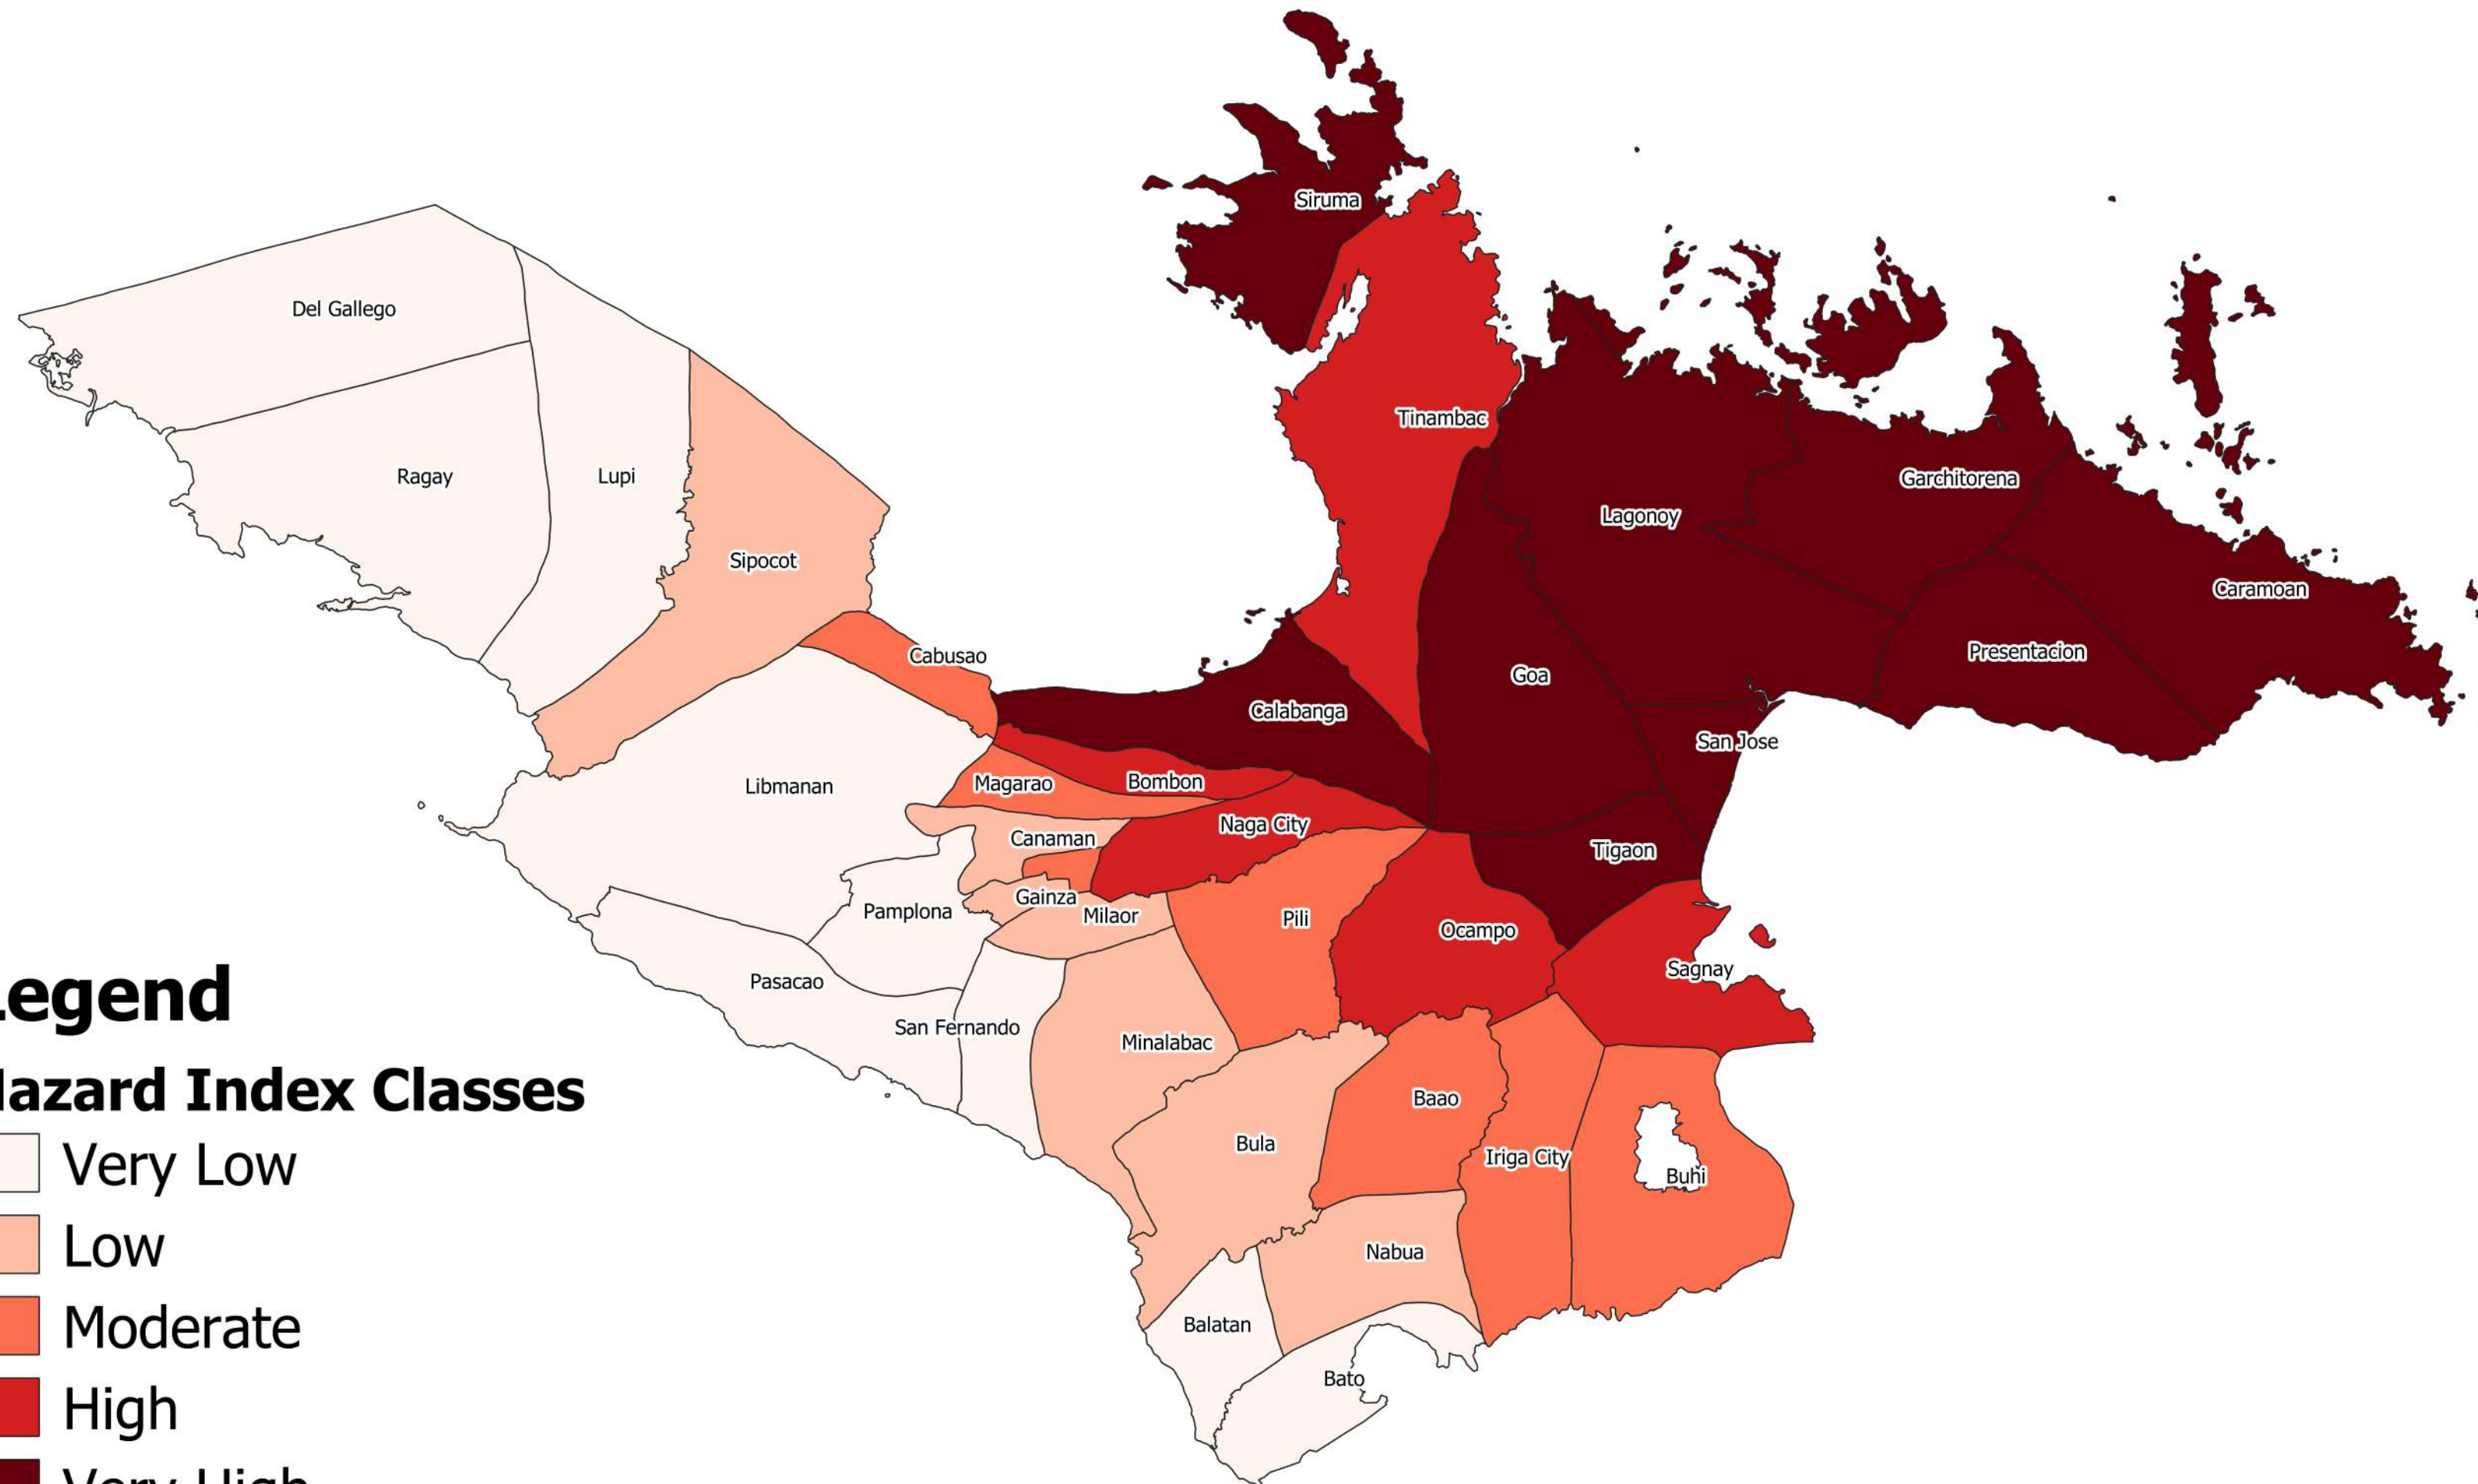 Siruma
Del Gallego
Tinambac
Ragay
Lupi
Garchitorena
Lagonoy
Sipocot
Caramoan
Cabusao
Presentacion
Goa
Calabanga
San Jose
Libmanan
Magarao
Bombon
Naga City
Canaman
Tigaon
Gainza
Pamplona
Milaor
Pili
Ocampo
Sagnay
Pasacao
San Fernando
Minalabac
Baao
Bula
Iriga City
Buhi
Nabua
Balatan
Bato
Legend
Hazard Index Classes
Very Low
Low
Moderate
High
Very High